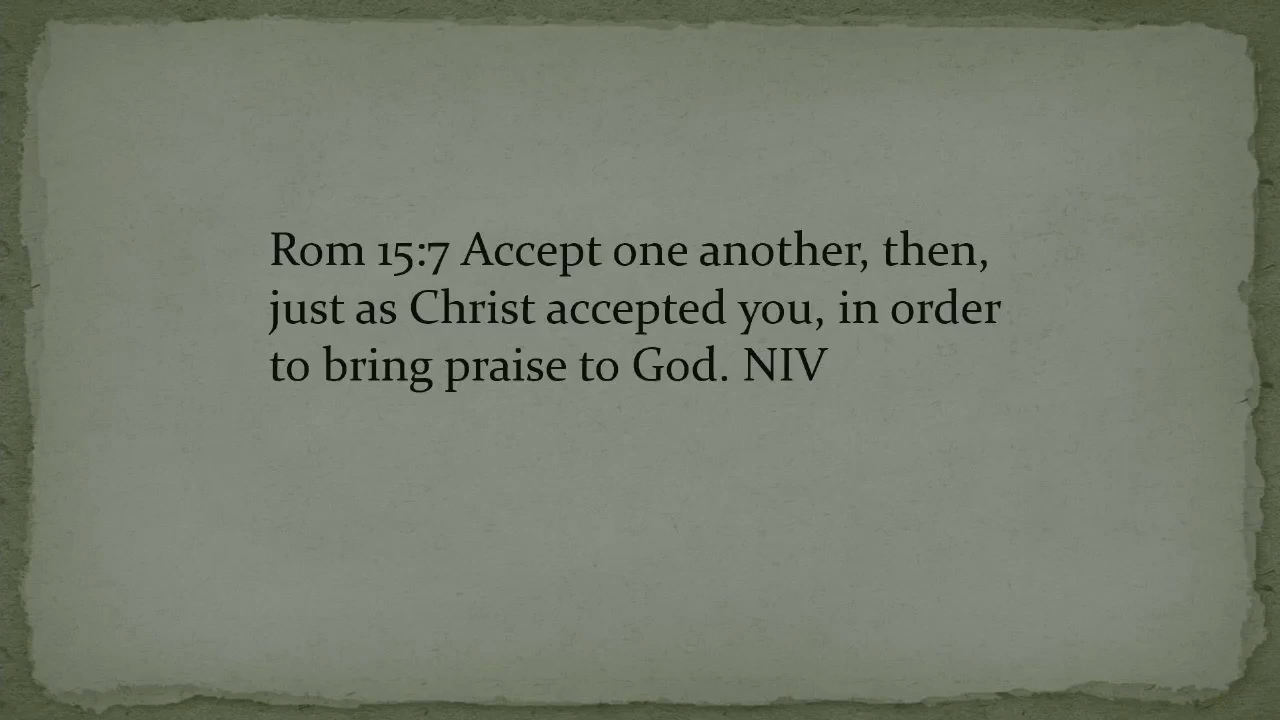 Rom 15:7 Accept one another, then,
just as Christ accepted you, in order
to bring praise to God. NIV